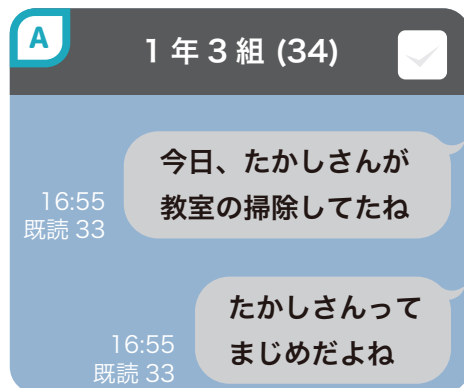 A
1年3組 (34)
今日、たかしさんが
教室の掃除してたね
16:55
既読 33
たかしさんって
まじめだよね
16:55
既読 33